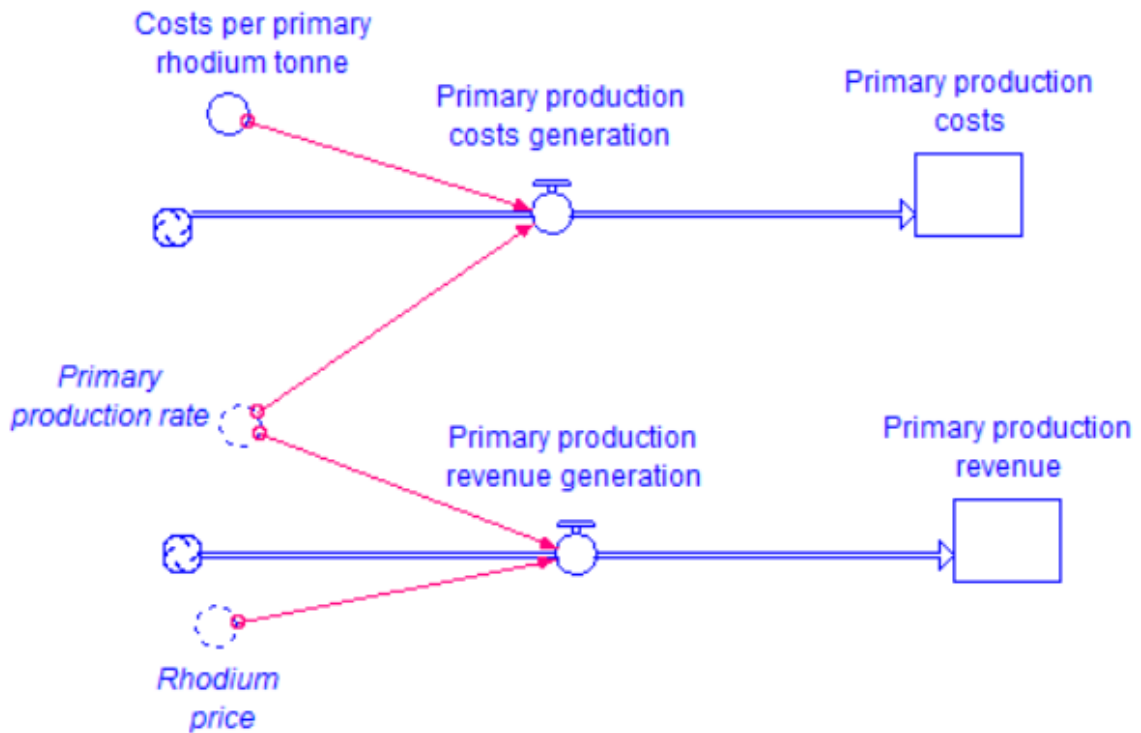 Costs per primary
rhodium tonne
Primary production
costs generation
Primary production
costs
Primary
production rate
Primary production
revenue generation
Primary production
revenue
Rhodium
price